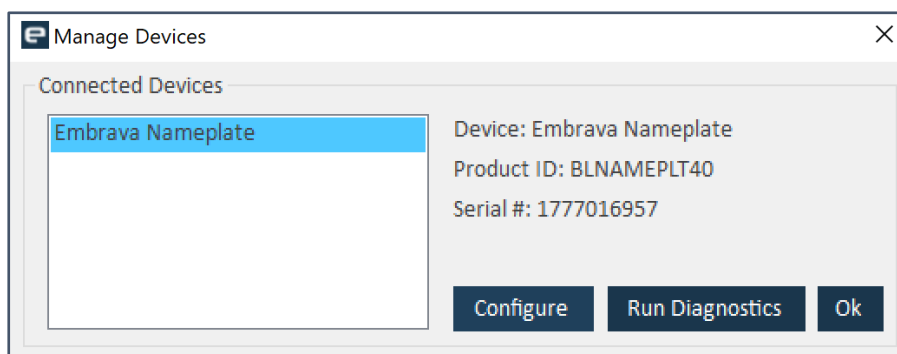 Manage Devices
Connected Devices
Embrava Nameplate
Device: Embrava Nameplate
Product ID: BLNAMEPLT40
Serial #: 1777016957
Configure
Run Diagnostics
Ok